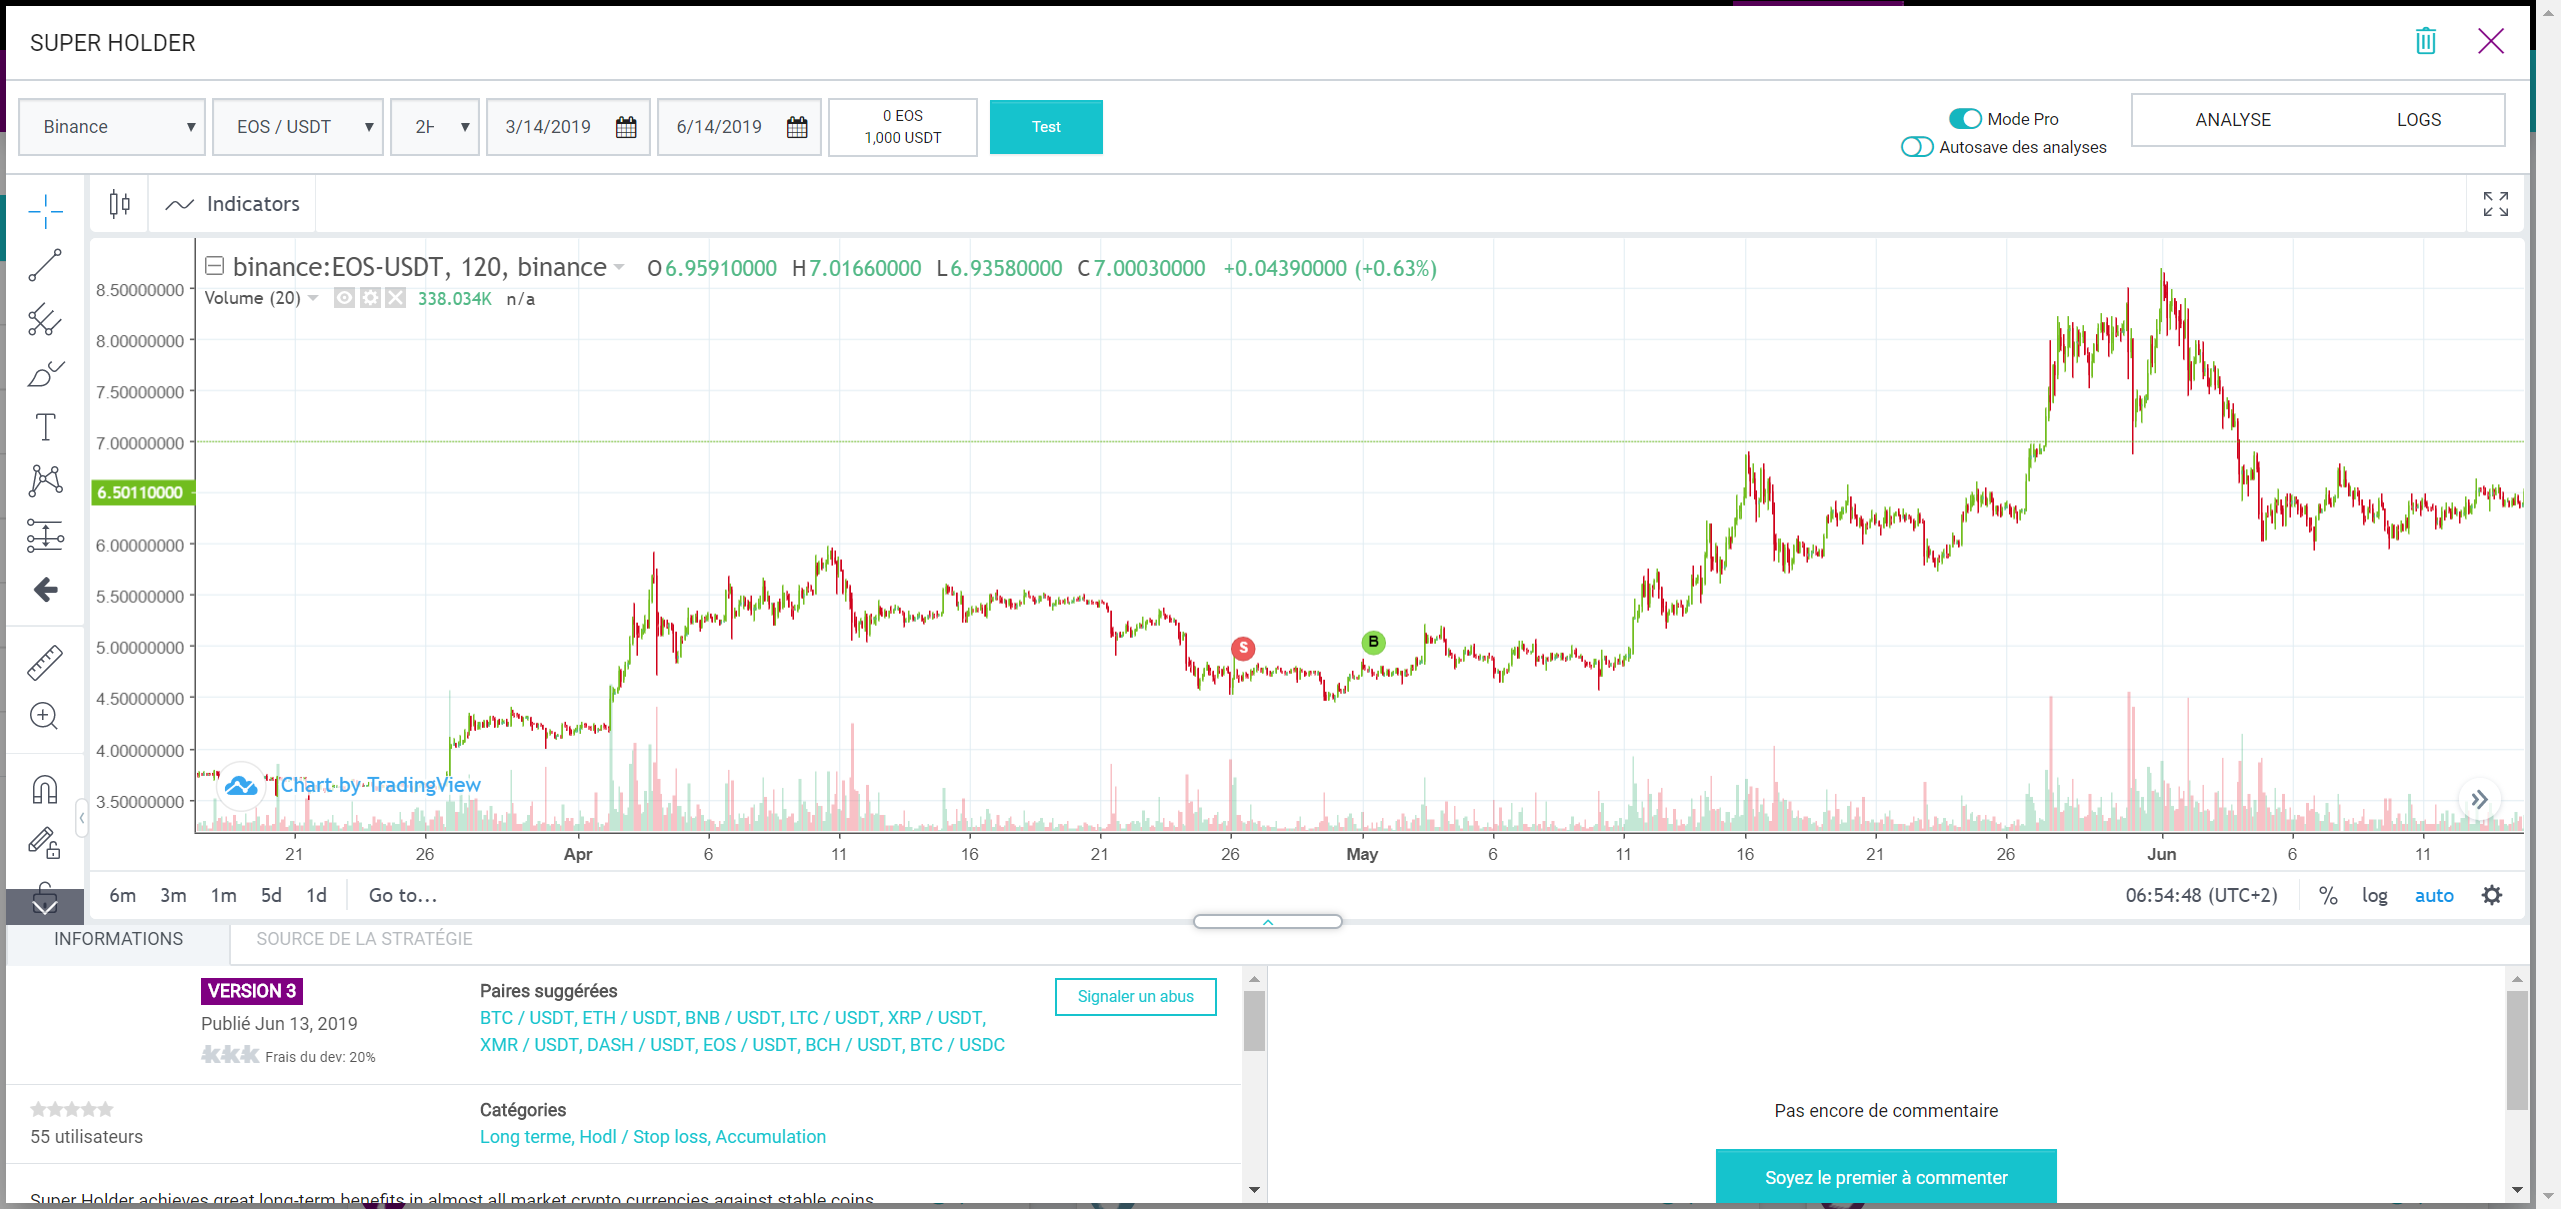 SUPER HOLDER
Binance
EOS / USDT
2H
3/14/2019
6/14/2019
0 EOS
1,000 USDT
Test
Mode Pro
Autosave des analyses
ANALYSE
LOGS
Indicators
binance:EOS-USDT, 120, binance O6.95910000 H7.01660000 L6.93580000 C7.00030000 +0.04390000 (+0.63%)
Volume (20) 338.034K n/a
8.50000000
8.00000000
7.50000000
7.00000000
6.50110000
6.00000000
5.50000000
5.00000000
4.50000000
4.00000000
3.50000000
S
B
Chart by TradingView
21 26 Apr 6 11 16 21 26 May 6 11 16 21 26 Jun 6 11
6m 3m 1m 5d 1d Go to...
06:54:48 (UTC+2) % log auto
INFORMATIONS
SOURCE DE LA STRATÉGIE
VERSION 3
Publié Jun 13, 2019
Frais du dev: 20%
Paires suggérées
BTC / USDT, ETH / USDT, BNB / USDT, LTC / USDT, XRP / USDT,
XMR / USDT, DASH / USDT, EOS / USDT, BCH / USDT, BTC / USDC
Signaler un abus
55 utilisateurs
Catégories
Long terme, Hodl / Stop loss, Accumulation
Super Holder achieves great long-term benefits in almost all market crypto currencies against stable coins
Pas encore de commentaire
Soyez le premier à commenter